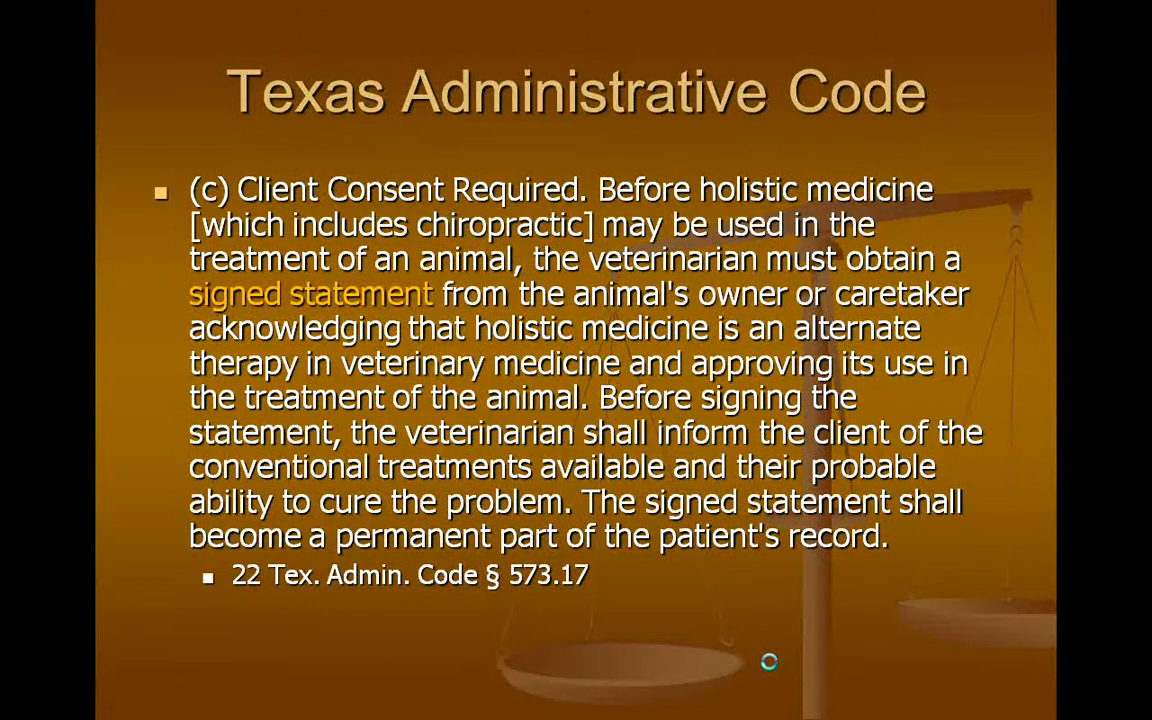 Texas Administrative Code
(c) Client Consent Required. Before holistic medicine
[which includes chiropractic] may be used in the
treatment of an animal, the veterinarian must obtain a
signed statement from the animal's owner or caretaker
acknowledging that holistic medicine is an alternate
therapy in veterinary medicine and approving its use in
the treatment of the animal. Before signing the
statement, the veterinarian shall inform the client of the
conventional treatments available and their probable
ability to cure the problem. The signed statement shall
become a permanent part of the patient's record.
22 Tex. Admin. Code § 573.17